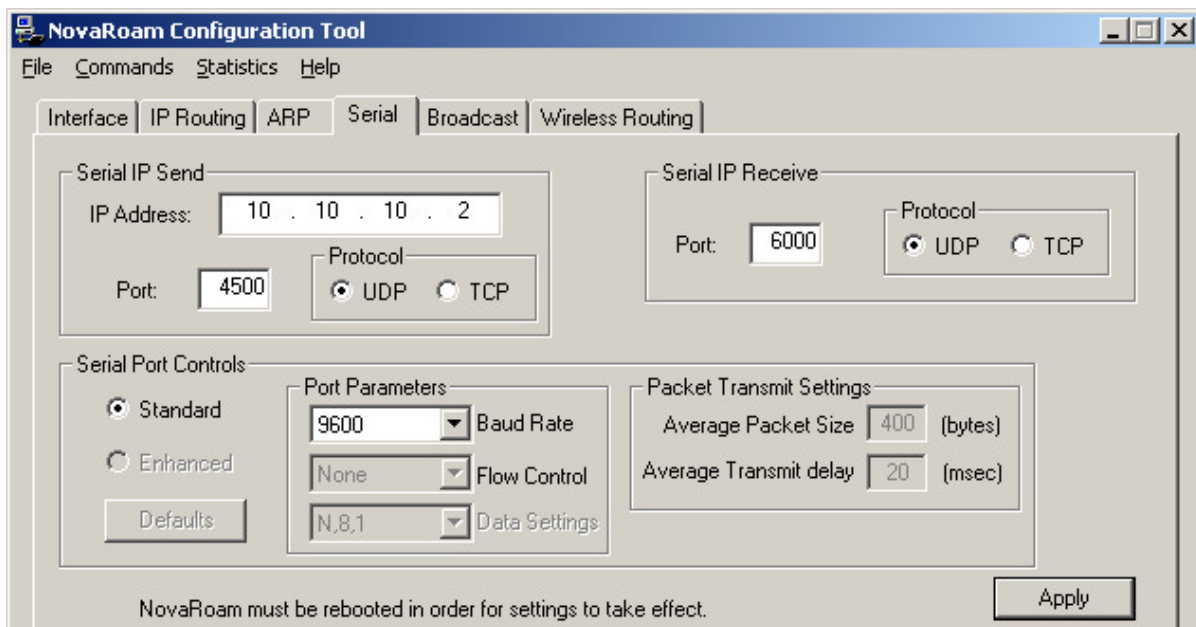 NovaRoam Configuration Tool
File Commands Statistics Help
Interface IP Routing ARP Serial Broadcast Wireless Routing
Serial IP Send
IP Address: 10 . 10 . 10 . 2
Port: 4500
Protocol
UDP TCP
Serial IP Receive
Port: 6000
Protocol
UDP TCP
Serial Port Controls
Standard
Enhanced
Defaults
Port Parameters
9600 Baud Rate
None Flow Control
N,8,1 Data Settings
Packet Transmit Settings
Average Packet Size 400 (bytes)
Average Transmit delay 20 (msec)
NovaRoam must be rebooted in order for settings to take effect.
Apply